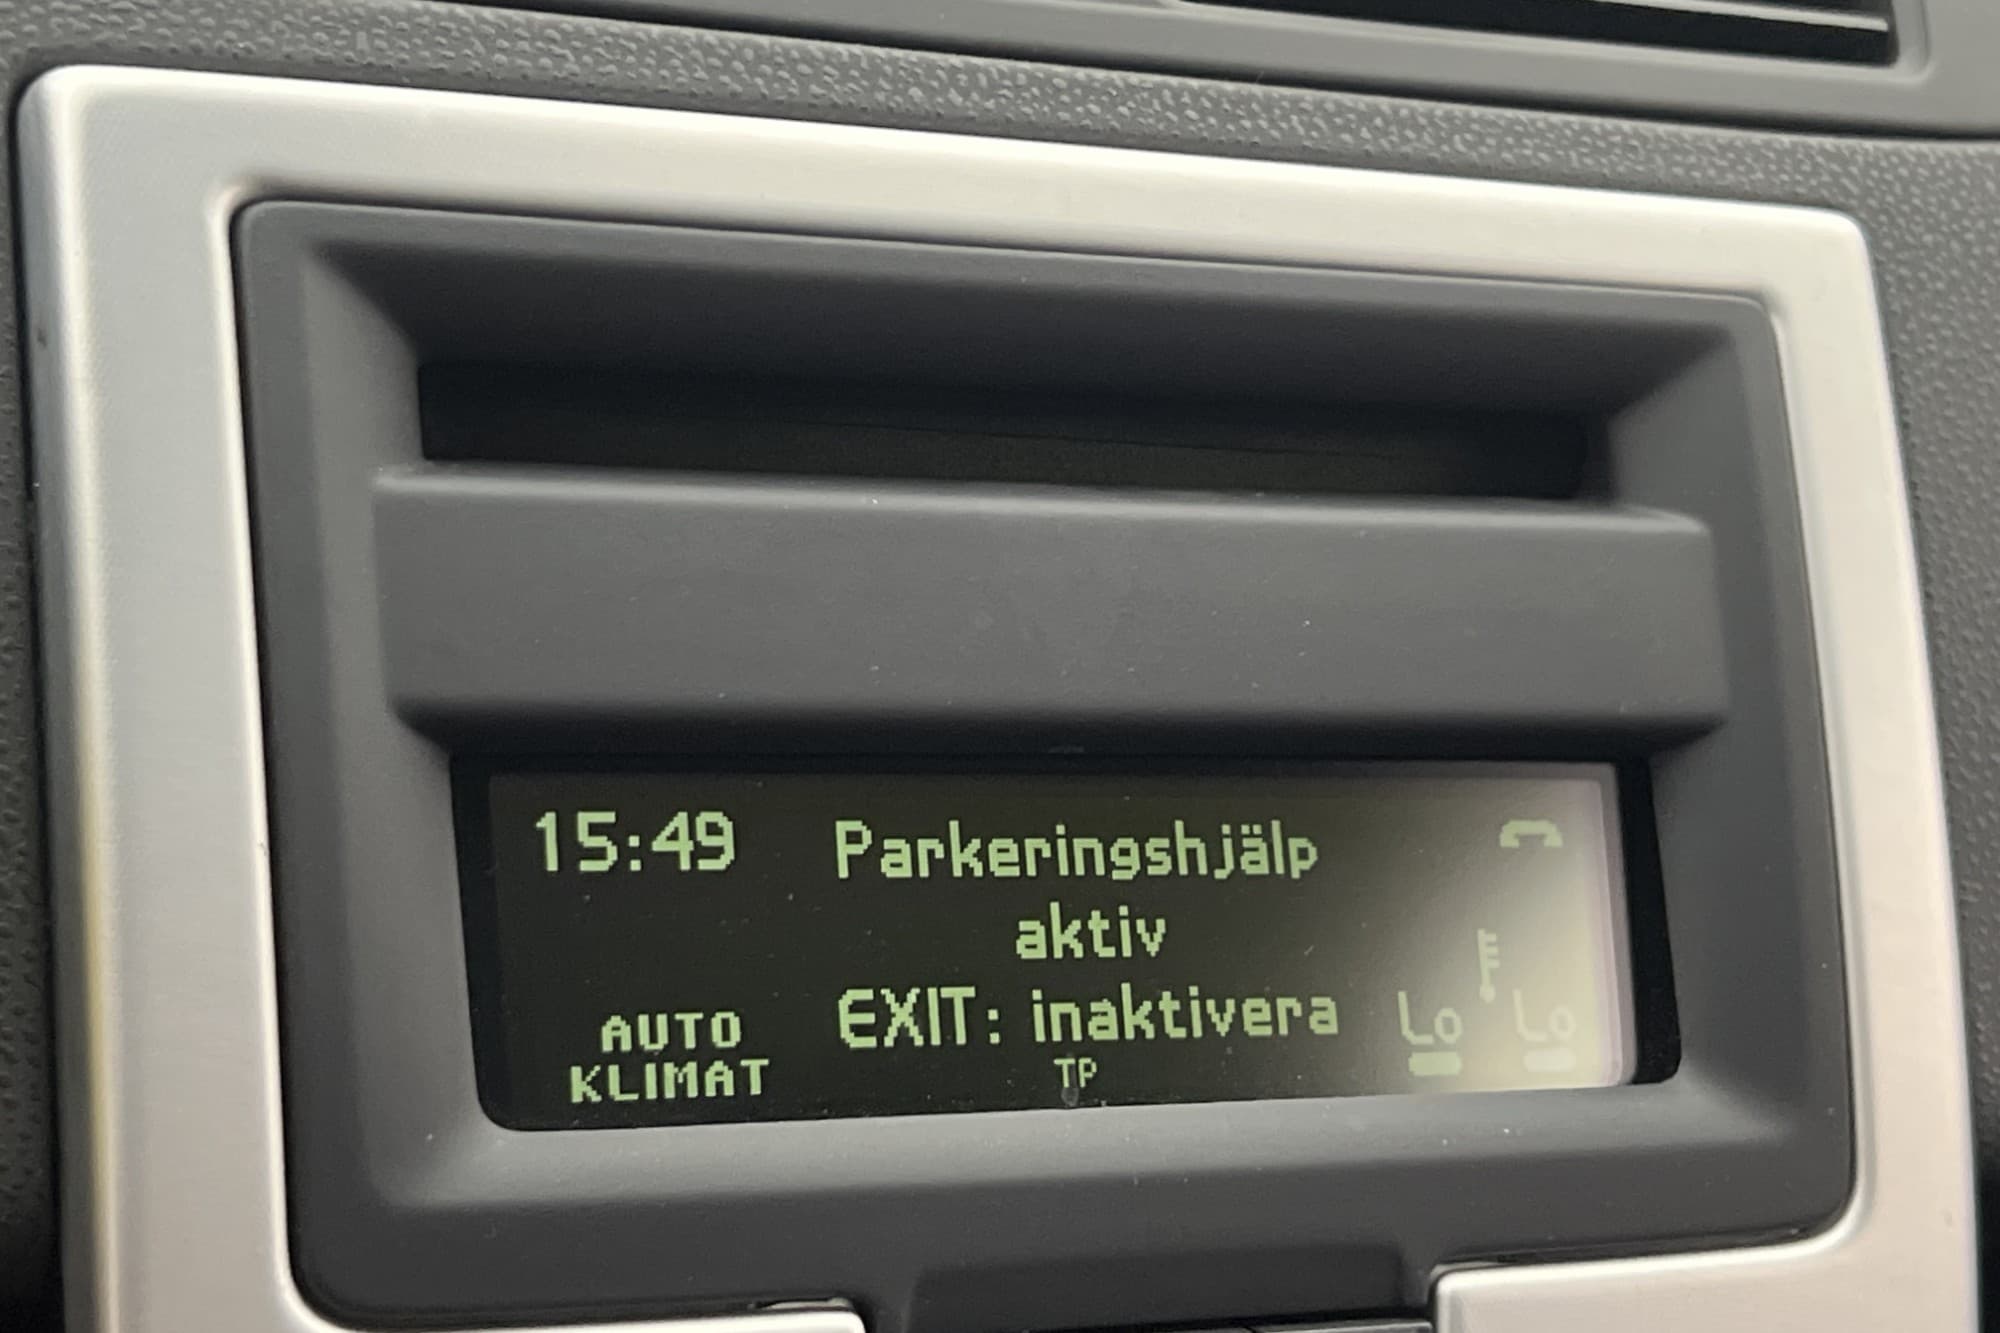 15:49 Parkeringshjälp
aktiv
EXIT: inaktivera
AUTO
KLIMAT
TP
Lo Lo